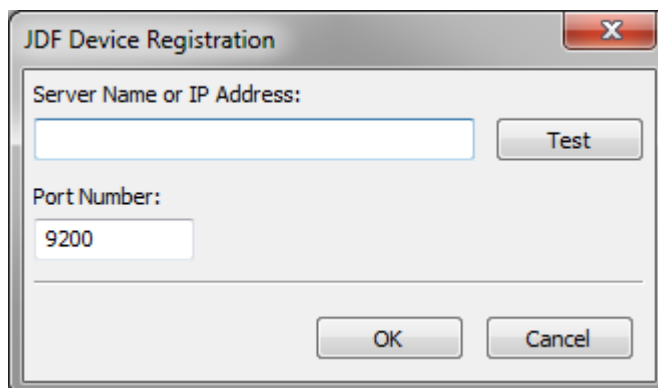 JDF Device Registration
Server Name or IP Address:
Test
Port Number:
9200
OK Cancel